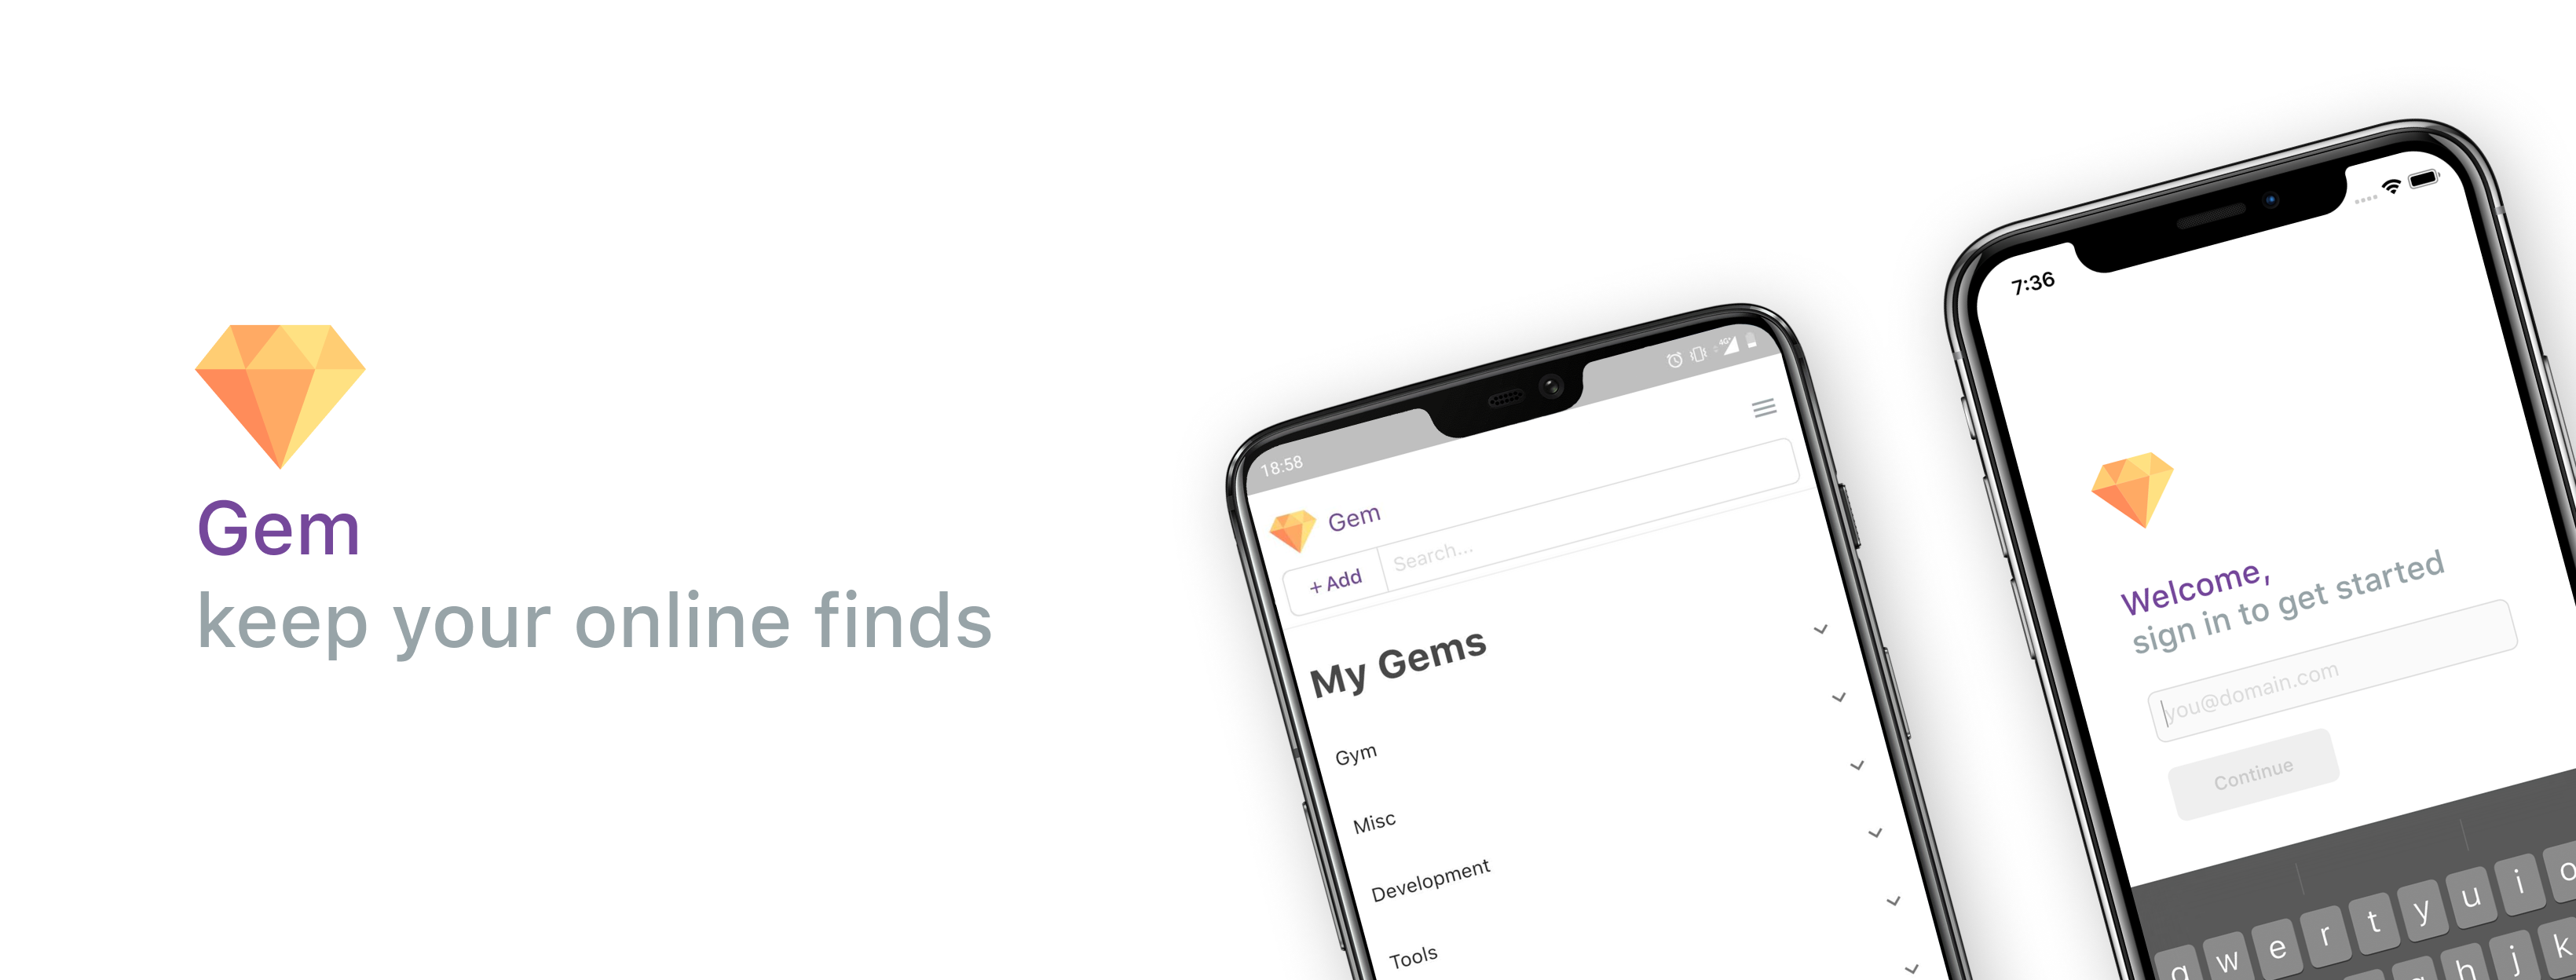 Gem
keep your online finds
18:58
4G+
Gem
+ Add
Search...
My Gems
Gym
Misc
Development
Tools
7:36
Welcome,
sign in to get started
you@domain.com
Continue
q w e r t y u i o
g h j k